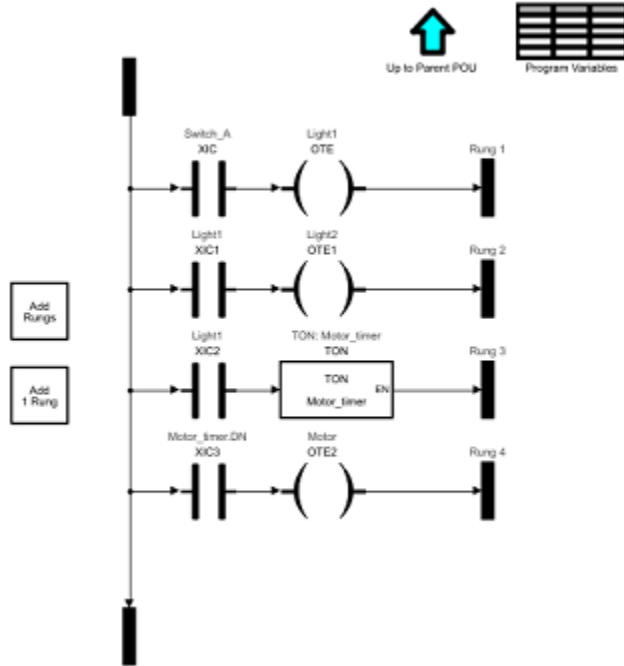 Up to Parent POU
Program Variables
Switch_A
XIC
Light1
OTE
Rung 1
Light1
XIC1
Light2
OTE1
Rung 2
Add
Rungs
Light1
XIC2
TON: Motor_timer
TON
TON
EN
Motor_timer
Rung 3
Add
1 Rung
Motor_timer.DN
XIC3
Motor
OTE2
Rung 4